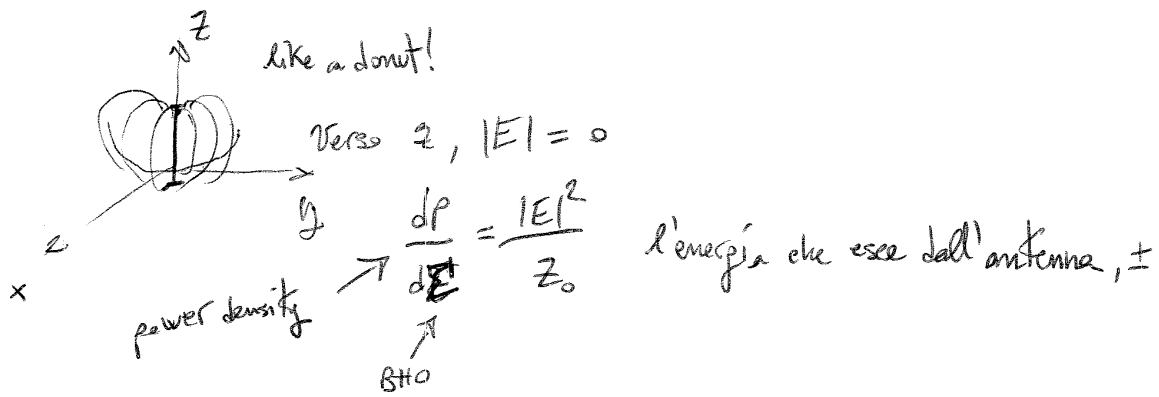 Z
like a donut!
Verso z, |E| = 0
y
dP/dΣ = |E|²/Z₀
l'energia che esce dall'antenna, ±
x
power density
BHO